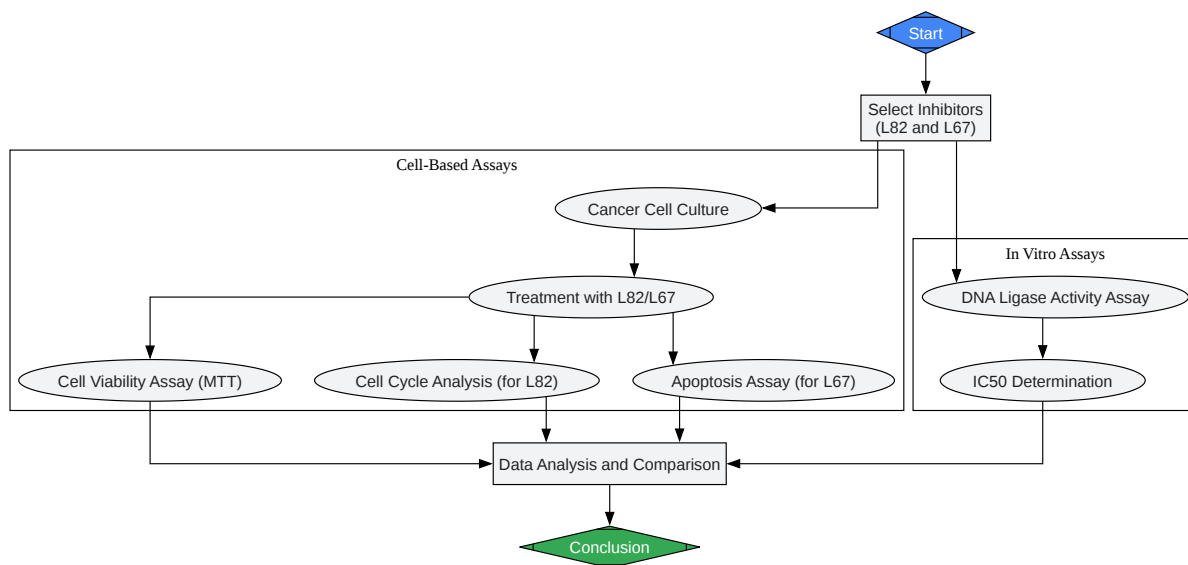 Start
Select Inhibitors
(L82 and L67)
Cell-Based Assays
Cancer Cell Culture
In Vitro Assays
Treatment with L82/L67
DNA Ligase Activity Assay
Cell Viability Assay (MTT)
Cell Cycle Analysis (for L82)
Apoptosis Assay (for L67)
IC50 Determination
Data Analysis and Comparison
Conclusion